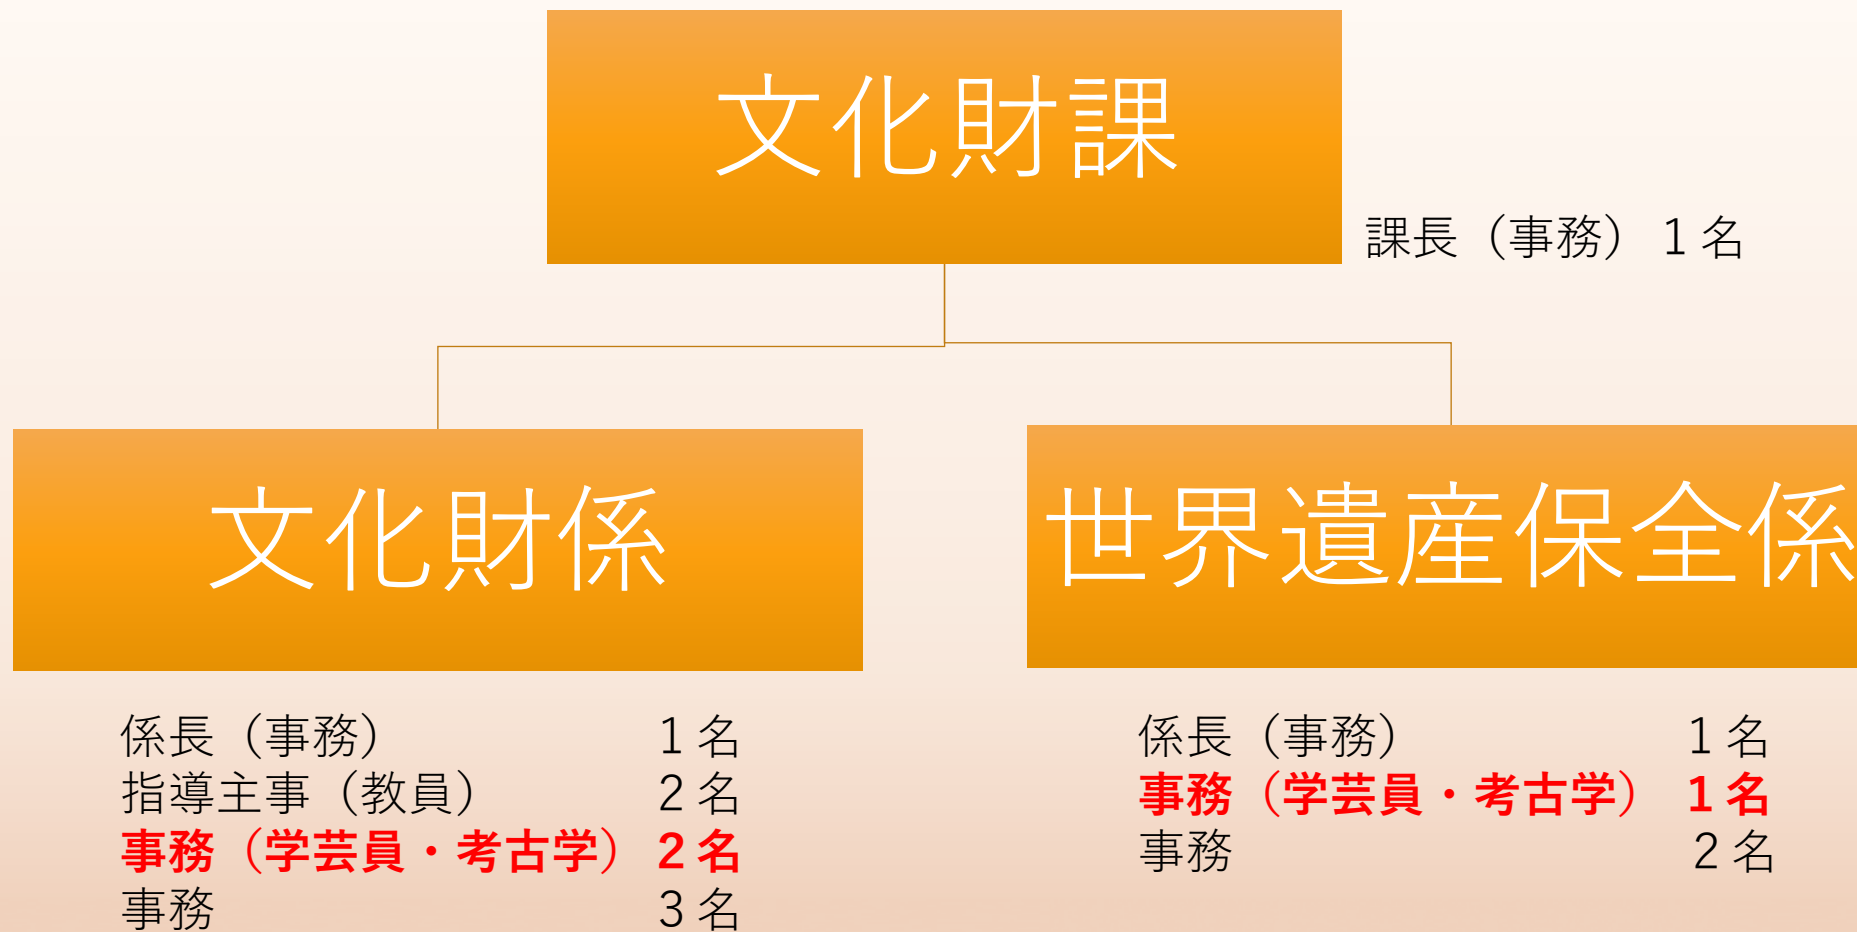 文化財課
課長（事務）１名
文化財係
係長（事務）　１名
指導主事（教員）　２名
事務（学芸員・考古学）２名
事務　３名
世界遺産保全係
係長（事務）　１名
事務（学芸員・考古学）　１名
事務　２名